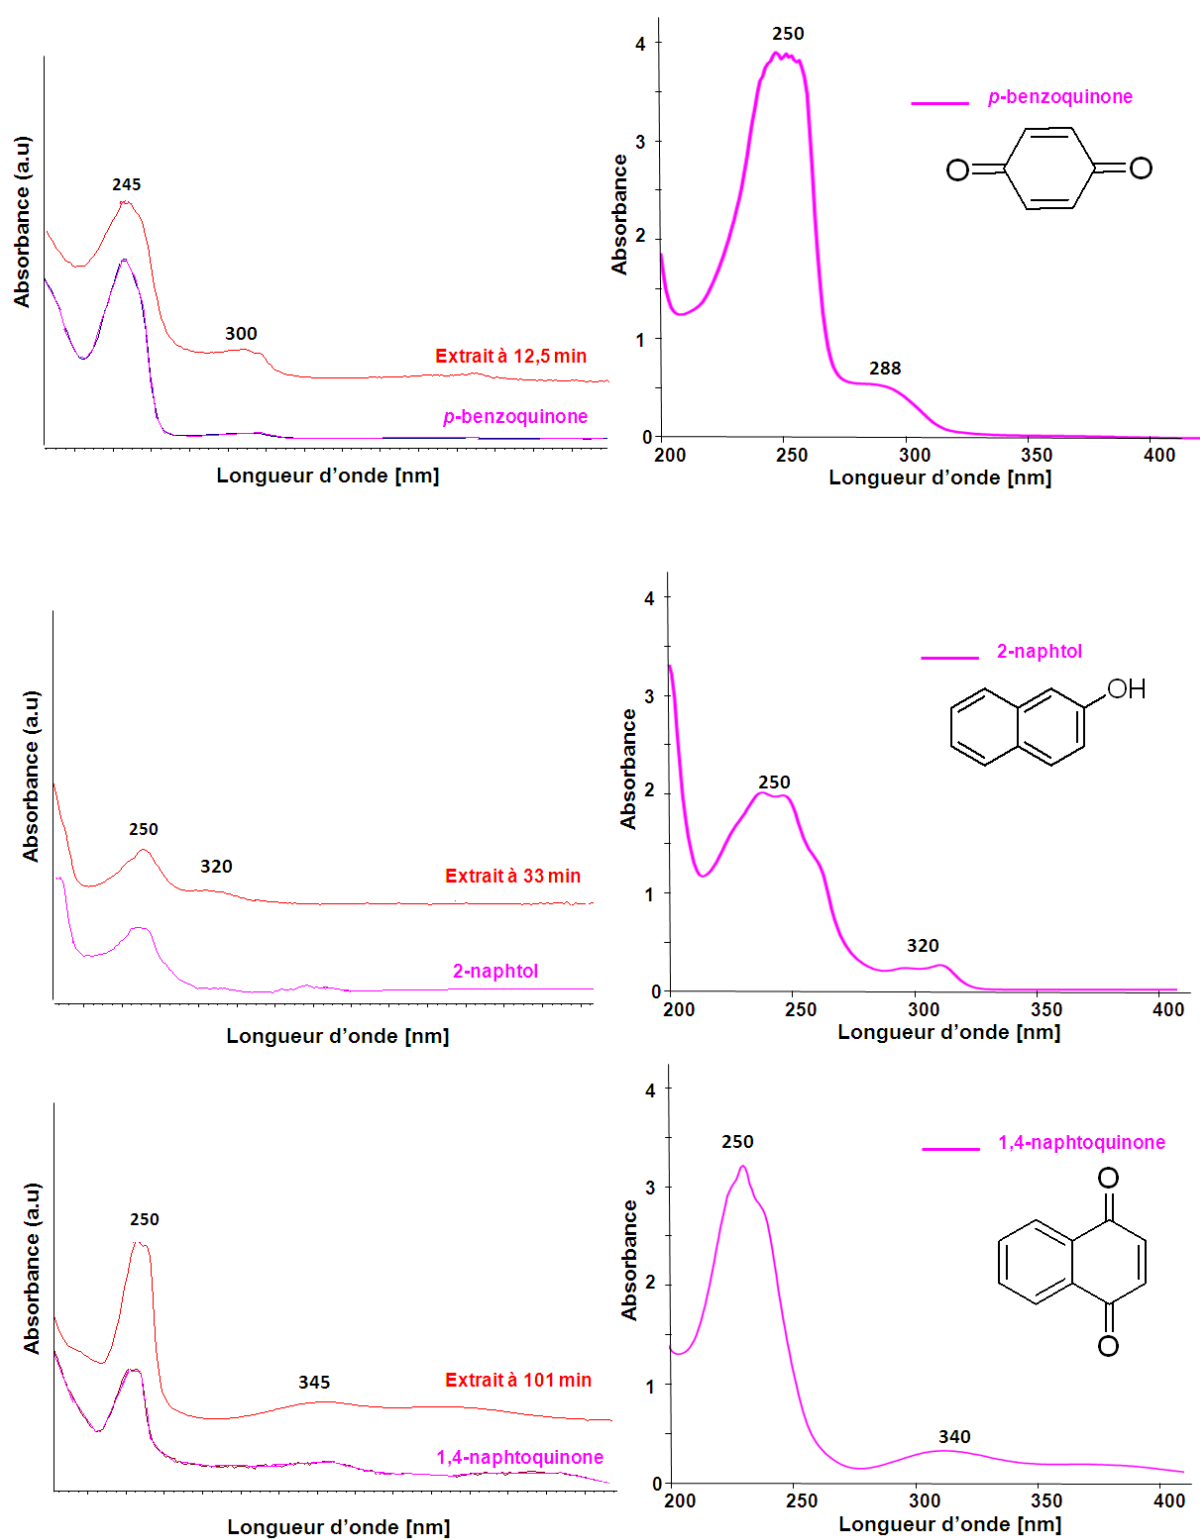 Absorbance (a.u)
245
300
Extrait à 12,5 min
p-benzoquinone
Longueur d’onde [nm]
Absorbance
4
3
2
1
0
250
288
p-benzoquinone
O
O
200
250
300
350
400
Longueur d’onde [nm]
Absorbance (a.u)
250
320
Extrait à 33 min
2-naphtol
Longueur d’onde [nm]
Absorbance
4
3
2
1
0
250
320
2-naphtol
OH
200
250
300
350
400
Longueur d’onde [nm]
Absorbance (a.u)
250
345
Extrait à 101 min
1,4-naphtoquinone
Longueur d’onde [nm]
Absorbance
4
3
2
1
0
250
340
1,4-naphtoquinone
O
O
200
250
300
350
400
Longueur d’onde [nm]